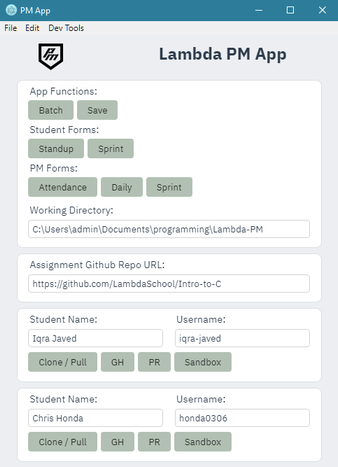 PM App
File Edit Dev Tools
Lambda PM App
App Functions:
Batch Save
Student Forms:
Standup Sprint
PM Forms:
Attendance Daily Sprint
Working Directory:
C:\Users\admin\Documents\programming\Lambda-PM
Assignment Github Repo URL:
https://github.com/LambdaSchool/Intro-to-C
Student Name: Username:
Iqra Javed iqra-javed
Clone / Pull GH PR Sandbox
Student Name: Username:
Chris Honda honda0306
Clone / Pull GH PR Sandbox